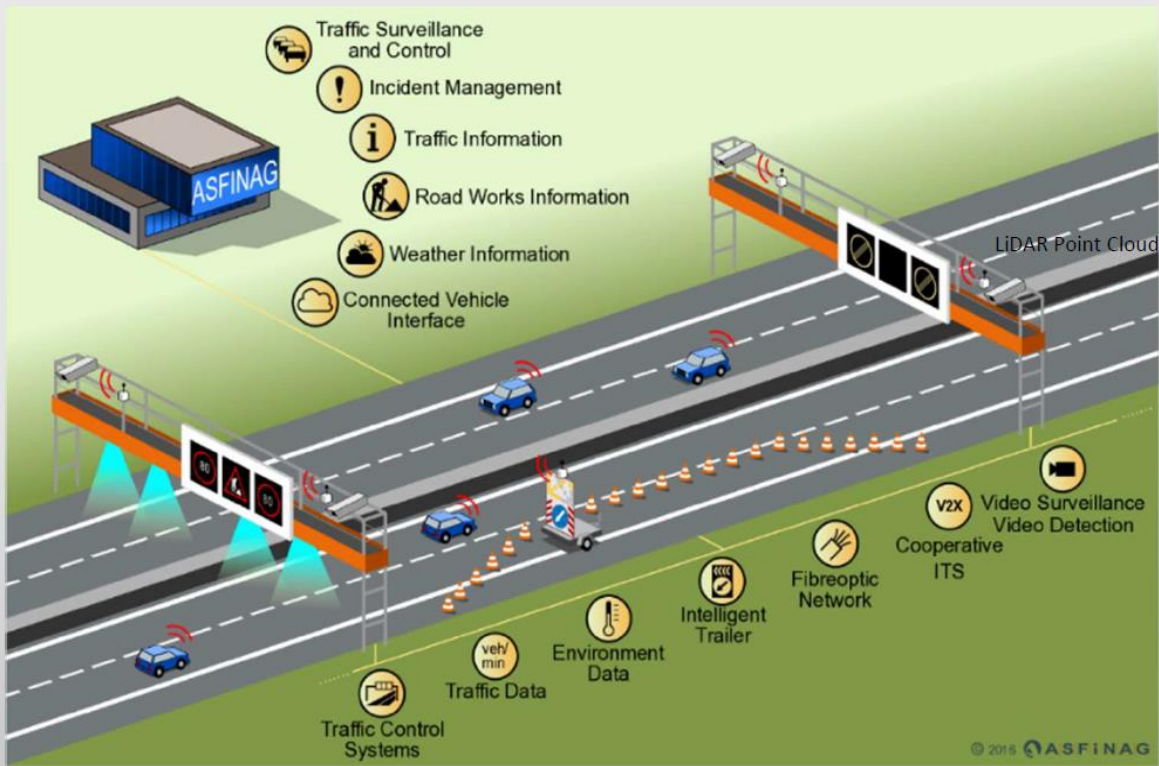 Traffic Surveillance
and Control
Incident Management
Traffic Information
Road Works Information
Weather Information
Connected Vehicle
Interface
ASFINAG
LiDAR Point Cloud
80
80
V2X
Video Surveillance
Video Detection
Cooperative
ITS
Fibreoptic
Network
Intelligent
Trailer
Environment
Data
veh/
min
Traffic Data
Traffic Control
Systems
© 2016 ASFiNAG